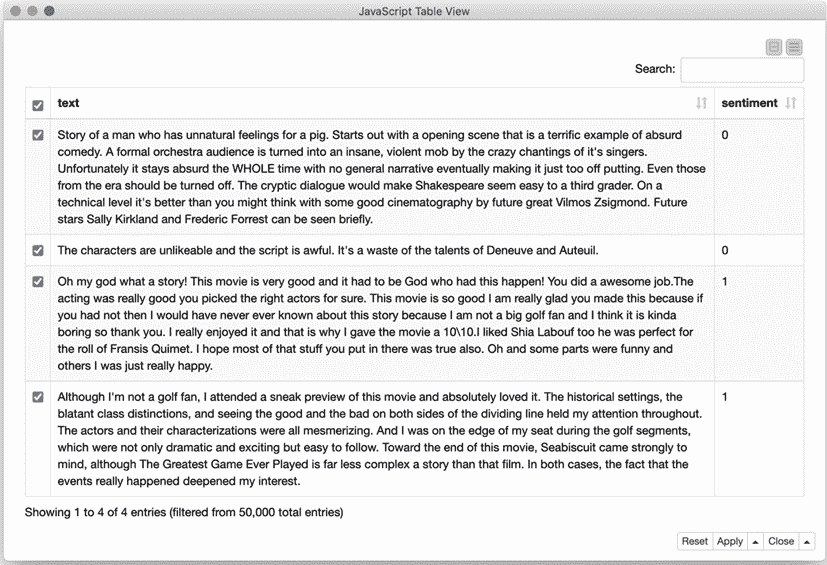 JavaScript Table View
Search:
text sentiment
Story of a man who has unnatural feelings for a pig. Starts out with a opening scene that is a terrific example of absurd 0
comedy. A formal orchestra audience is turned into an insane, violent mob by the crazy chantings of it's singers.
Unfortunately it stays absurd the WHOLE time with no general narrative eventually making it just too off putting. Even those
from the era should be turned off. The cryptic dialogue would make Shakespeare seem easy to a third grader. On a
technical level it's better than you might think with some good cinematography by future great Vilmos Zsigmond. Future
stars Sally Kirkland and Frederic Forrest can be seen briefly.
The characters are unlikeable and the script is awful. It's a waste of the talents of Deneuve and Auteuil. 0
Oh my god what a story! This movie is very good and it had to be God who had this happen! You did a awesome job.The 1
acting was really good you picked the right actors for sure. This movie is so good I am really glad you made this because if
you had not then I would have never ever known about this story because I am not a big golf fan and I think it is kinda
boring so thank you. I really enjoyed it and that is why I gave the movie a 10\10.I liked Shia Labouf too he was perfect for
the roll of Fransis Quimet. I hope most of that stuff you put in there was true also. Oh and some parts were funny and
others I was just really happy.
Although I'm not a golf fan, I attended a sneak preview of this movie and absolutely loved it. The historical settings, the 1
blatant class distinctions, and seeing the good and the bad on both sides of the dividing line held my attention throughout.
The actors and their characterizations were all mesmerizing. And I was on the edge of my seat during the golf segments,
which were not only dramatic and exciting but easy to follow. Toward the end of this movie, Seabiscuit came strongly to
mind, although The Greatest Game Ever Played is far less complex a story than that film. In both cases, the fact that the
events really happened deepened my interest.
Showing 1 to 4 of 4 entries (filtered from 50,000 total entries)
Reset Apply Close